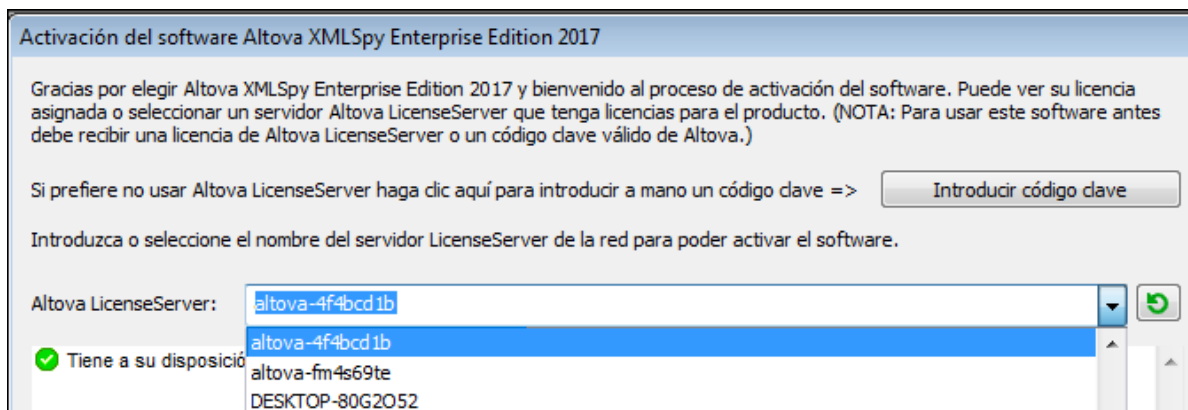 Activación del software Altova XMLSpy Enterprise Edition 2017
Gracias por elegir Altova XMLSpy Enterprise Edition 2017 y bienvenido al proceso de activación del software. Puede ver su licencia
asignada o seleccionar un servidor Altova LicenseServer que tenga licencias para el producto. (NOTA: Para usar este software antes
debe recibir una licencia de Altova LicenseServer o un código clave válido de Altova.)
Si prefiere no usar Altova LicenseServer haga clic aquí para introducir a mano un código clave =>
Introducir código clave
Introduzca o seleccione el nombre del servidor LicenseServer de la red para poder activar el software.
Altova LicenseServer:
altova-4f4bcd1b
altova-4f4bcd1b
Tiene a su disposició
altova-fm4s69te
DESKTOP-80G2O52